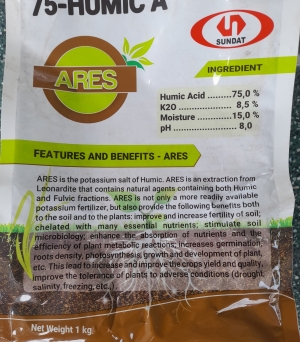 75-HUMIC A
SUNDAT
ARES
INGREDIENT
Humic Acid ........75,0 %
K2O ................... 8,5 %
Moisture ............15,0 %
pH ...................... 8,0
FEATURES AND BENEFITS - ARES
ARES is the potassium salt of Humic. ARES is an extraction from
Leonardite that contains natural agents containing both Humic
and Fulvic fractions. ARES is not only a more readily available
potassium fertilizer, but also provide the following benefits both
to the soil and to the plants: improve and increase fertility of soil;
chelated with many essential nutrients; stimulate soil
microbiology; enhance the absorption of nutrients and the
efficiency of plant metabolic reactions; increases germination,
roots density, photosynthesis, growth and development of plant,
etc. This lead to increase and improve the crops yield and quality,
improve the tolerance of plants to adverse conditions (drought,
salinity, freezing, etc.,)
Net Weight 1 kg